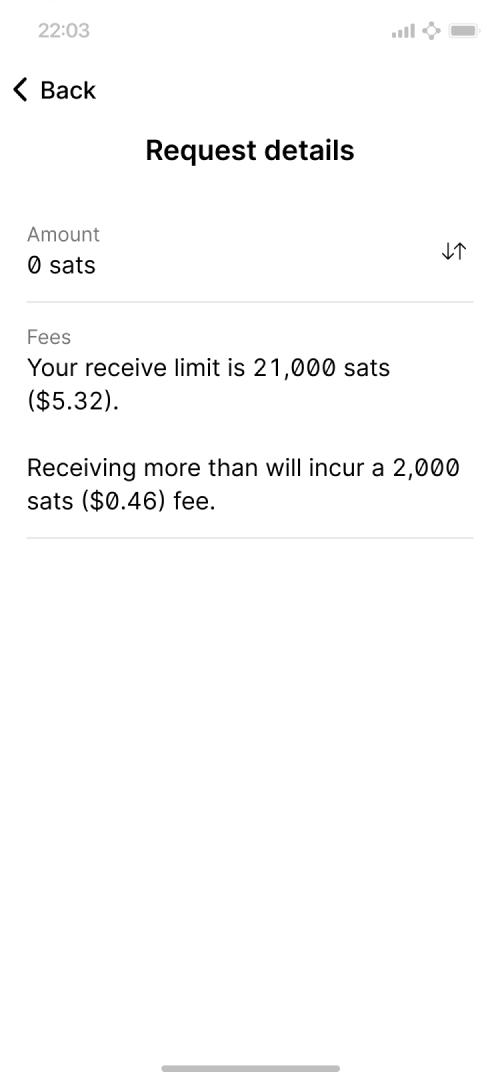 22:03
Back
Request details
Amount
0 sats
Fees
Your receive limit is 21,000 sats
($5.32).
Receiving more than will incur a 2,000
sats ($0.46) fee.